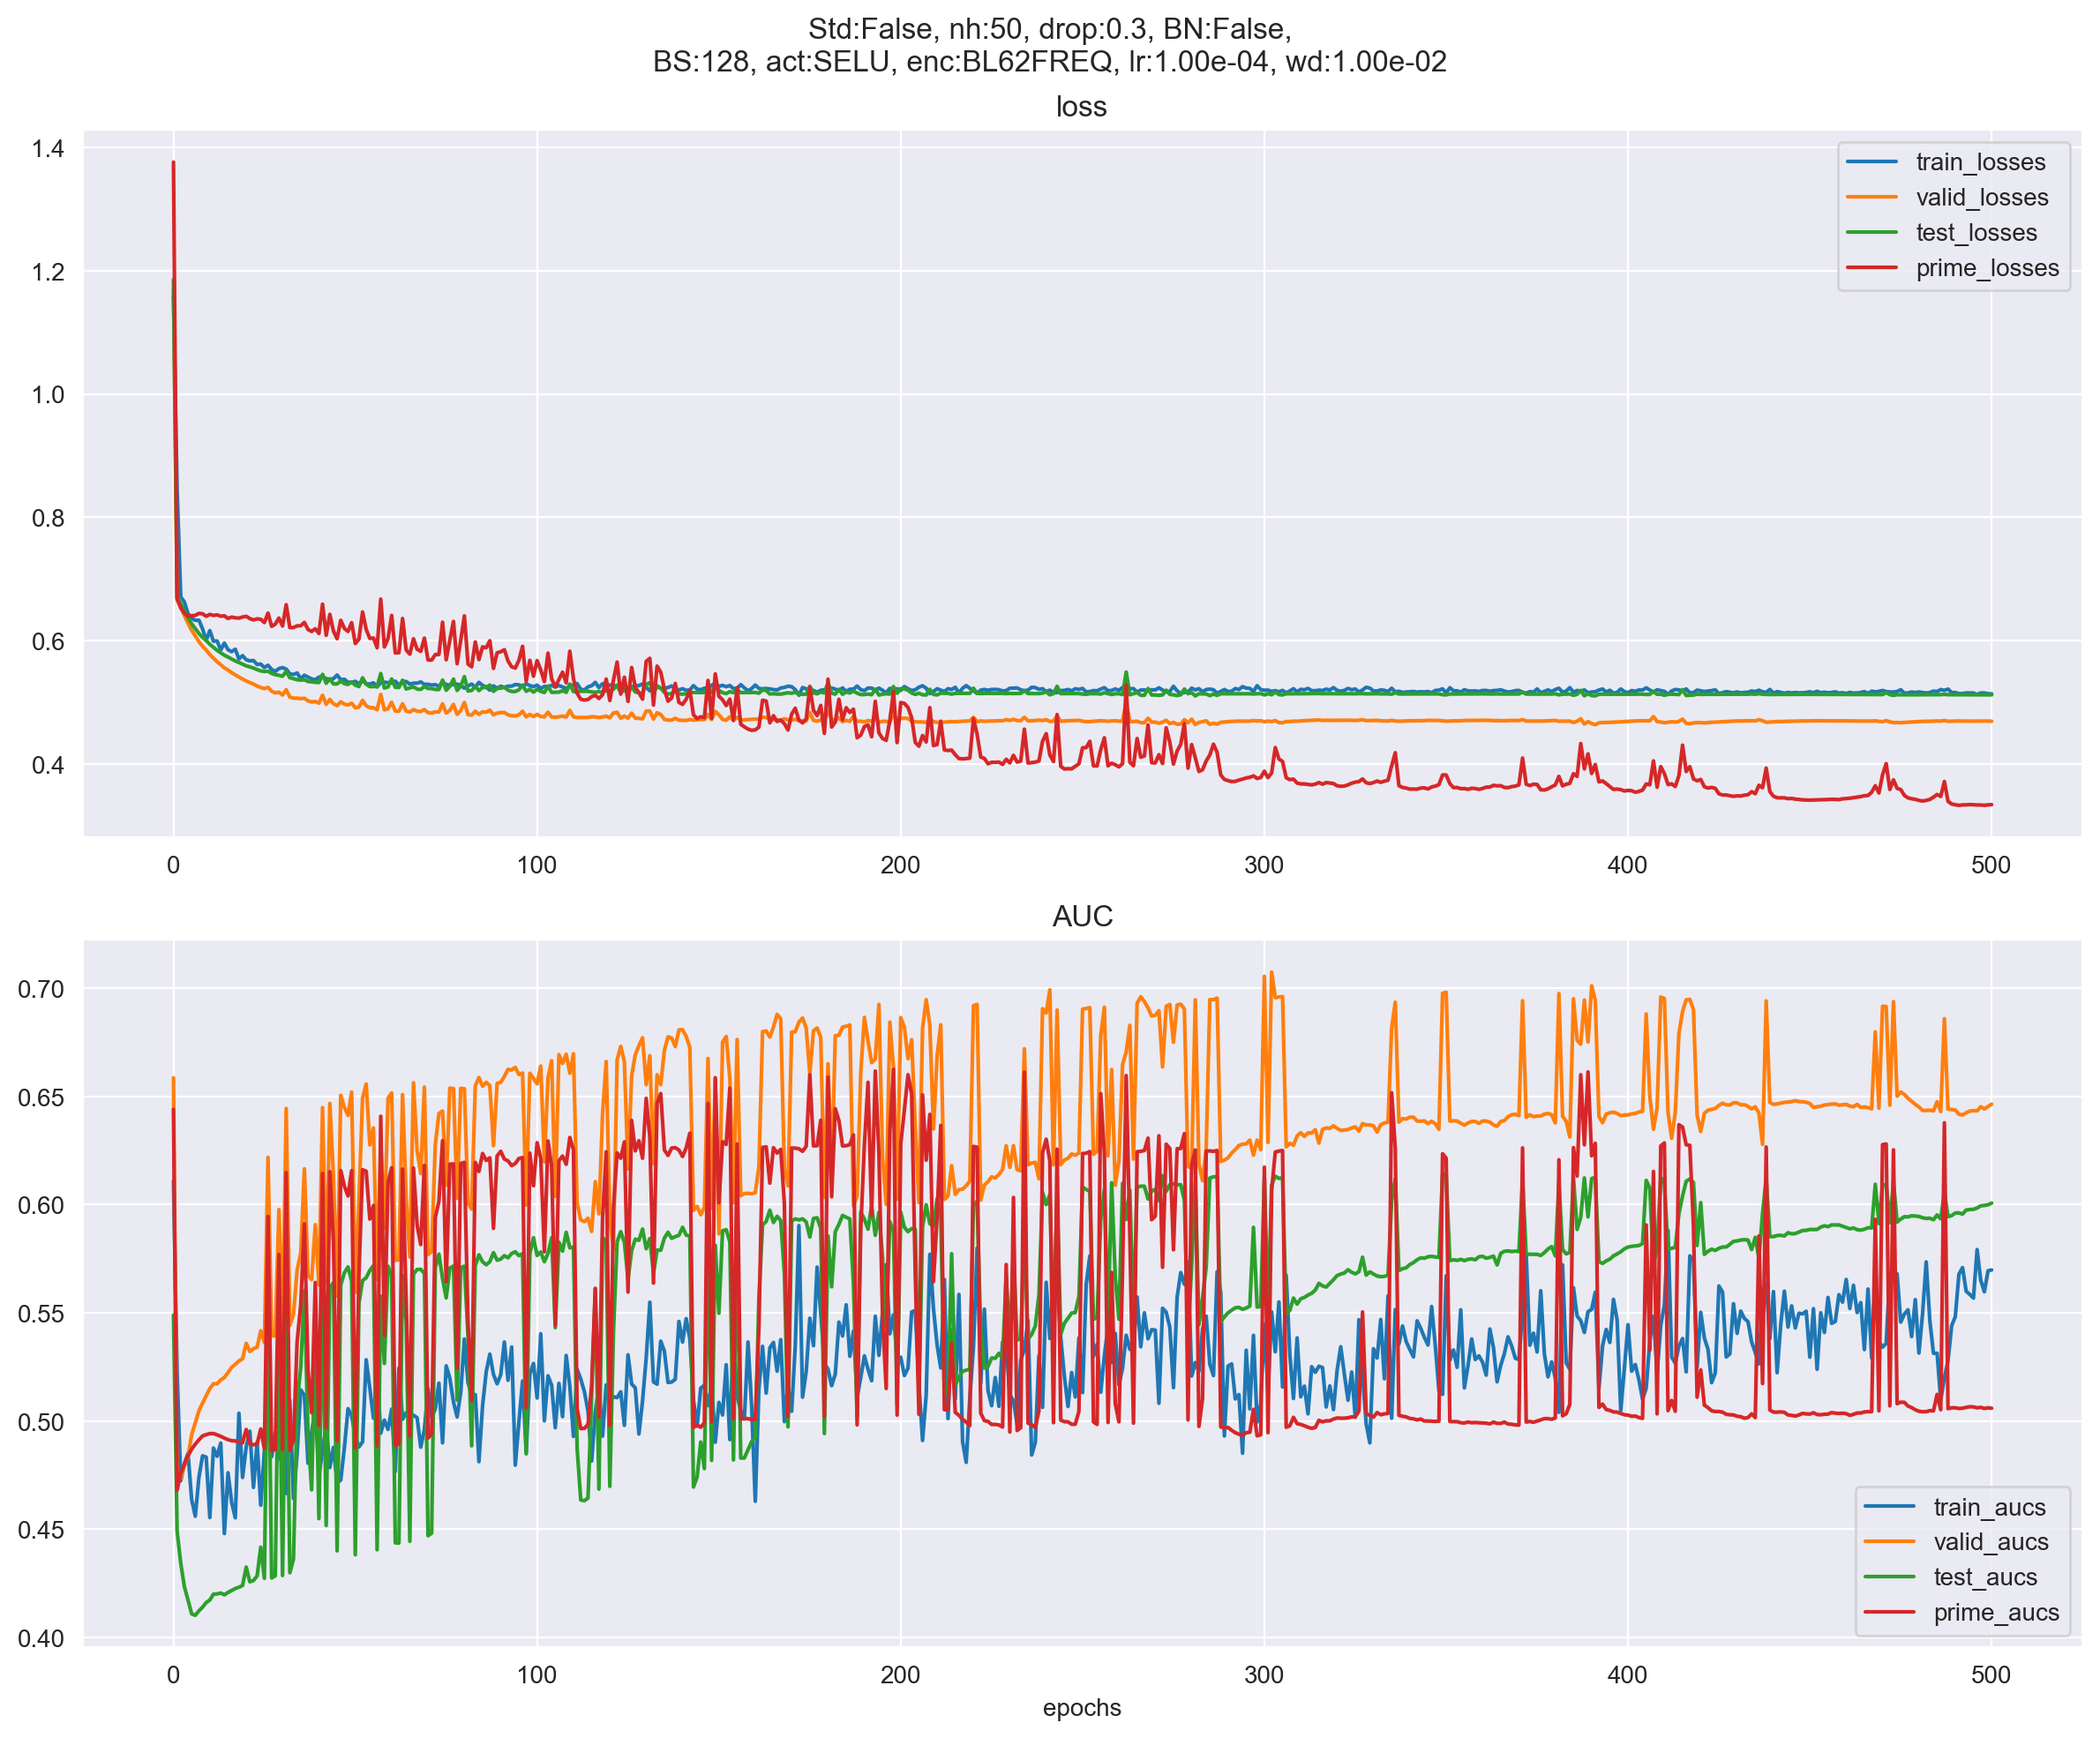 Std:False, nh:50, drop:0.3, BN:False,
BS:128, act:SELU, enc:BL62FREQ, lr:1.00e-04, wd:1.00e-02
loss
1.4
1.2
1.0
0.8
0.6
0.4
train_losses
valid_losses
test_losses
prime_losses
0 100 200 300 400 500
AUC
0.70
0.65
0.60
0.55
0.50
0.45
0.40
train_aucs
valid_aucs
test_aucs
prime_aucs
0 100 200 300 400 500
epochs